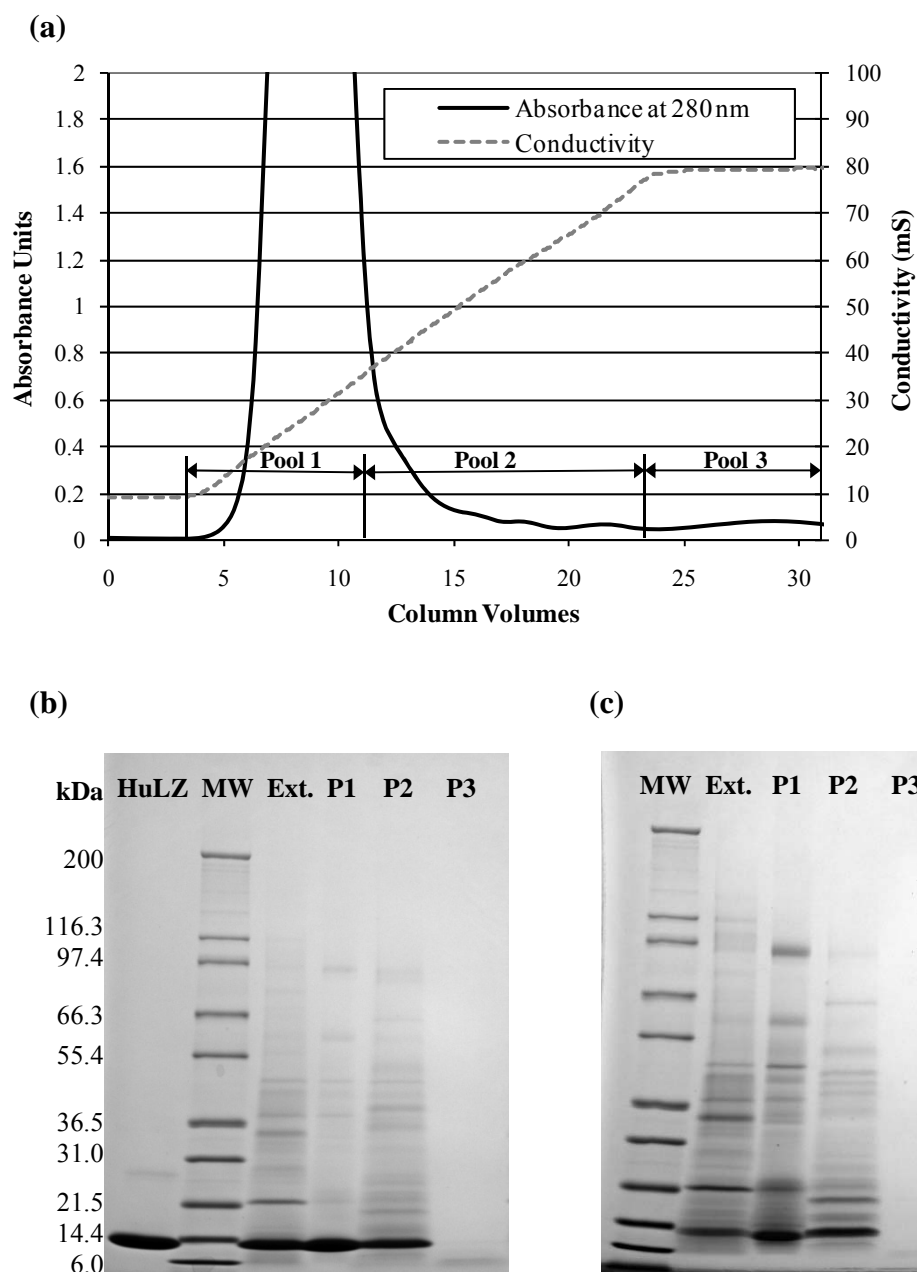 (a)
2
1.8
1.6
1.4
1.2
1
0.8
0.6
0.4
0.2
0
Absorbance Units
100
90
80
70
60
50
40
30
20
10
0
Conductivity (mS)
Absorbance at 280 nm
Conductivity
Pool 1
Pool 2
Pool 3
0 5 10 15 20 25 30
Column Volumes
(b)
kDa HuLZ MW Ext. P1 P2 P3
200
116.3
97.4
66.3
55.4
36.5
31.0
21.5
14.4
6.0
(c)
MW Ext. P1 P2 P3